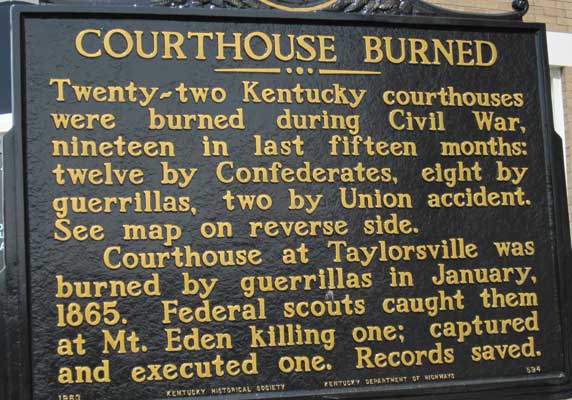 COURTHOUSE BURNED
Twenty-two Kentucky courthouses
were burned during Civil War,
nineteen in last fifteen months:
twelve by Confederates, eight by
guerrillas, two by Union accident.
See map on reverse side.
Courthouse at Taylorsville was
burned by guerrillas in January,
1865. Federal scouts caught them
at Mt. Eden killing one; captured
and executed one. Records saved.
KENTUCKY HISTORICAL SOCIETY KENTUCKY DEPARTMENT OF HIGHWAYS